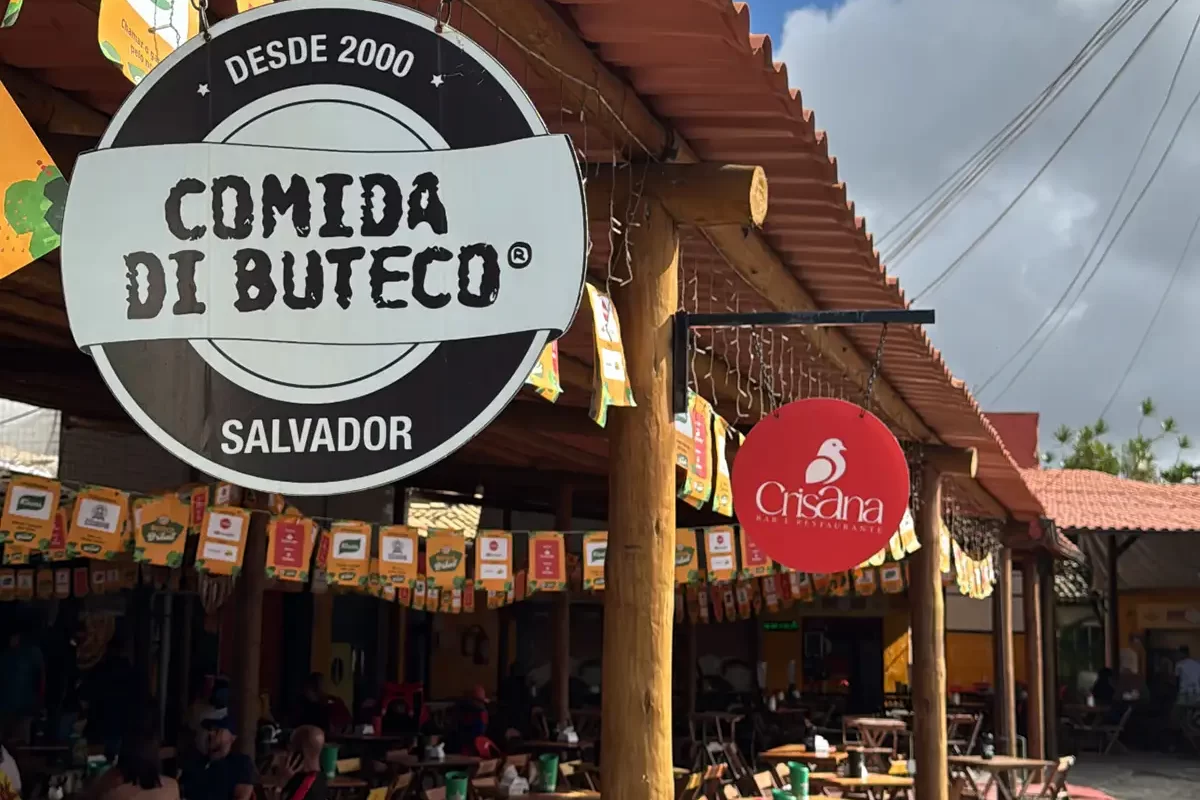 DESDE 2000
COMIDA
DI BUTECO®
SALVADOR
CrisAna
BAR E RESTAURANTE